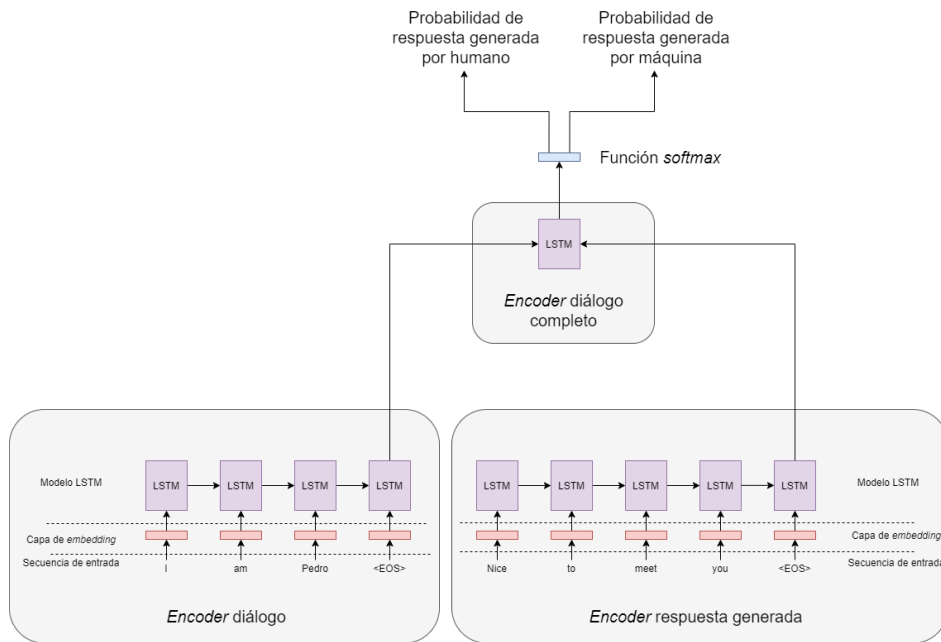 Probabilidad de
respuesta generada
por humano
Probabilidad de
respuesta generada
por máquina
Función softmax
LSTM
Encoder diálogo
completo
Modelo LSTM
LSTM
LSTM
LSTM
LSTM
Capa de embedding
Secuencia de entrada
I
am
Pedro
<EOS>
Encoder diálogo
LSTM
LSTM
LSTM
LSTM
LSTM
Modelo LSTM
Capa de embedding
Nice
to
meet
you
<EOS>
Secuencia de entrada
Encoder respuesta generada